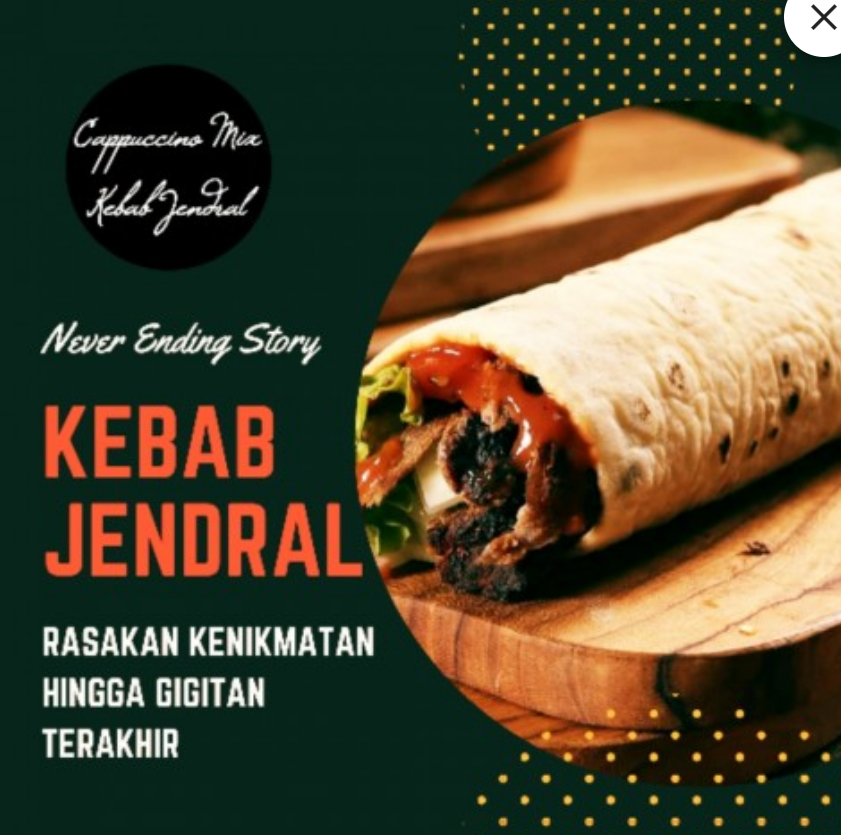 Cappuccino Mix
Kebab Jendral
Never Ending Story
KEBAB
JENDRAL
RASAKAN KENIKMATAN
HINGGA GIGITAN
TERAKHIR